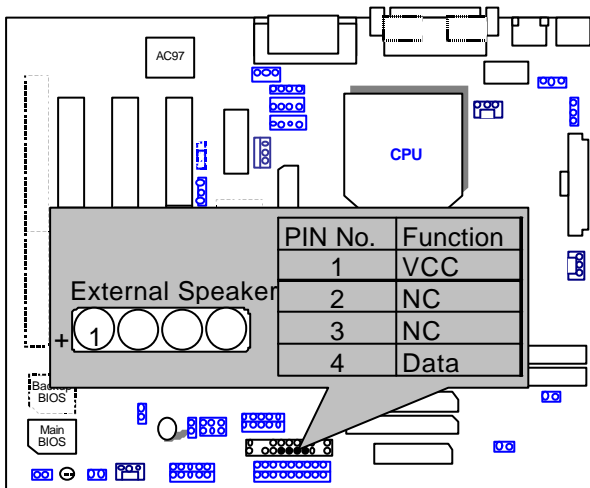 AC97
CPU
PIN No. Function
1 VCC
2 NC
3 NC
4 Data
External Speaker
+ 1
Backup
BIOS
Main
BIOS